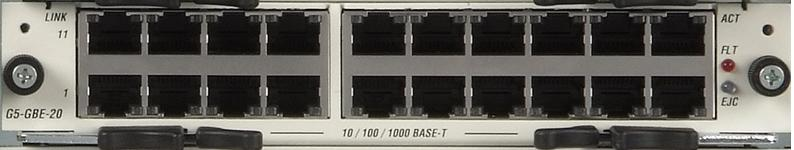 LINK
11
ACT
FLT
1
G5-GBE-20
EJC
10 / 100 / 1000 BASE-T